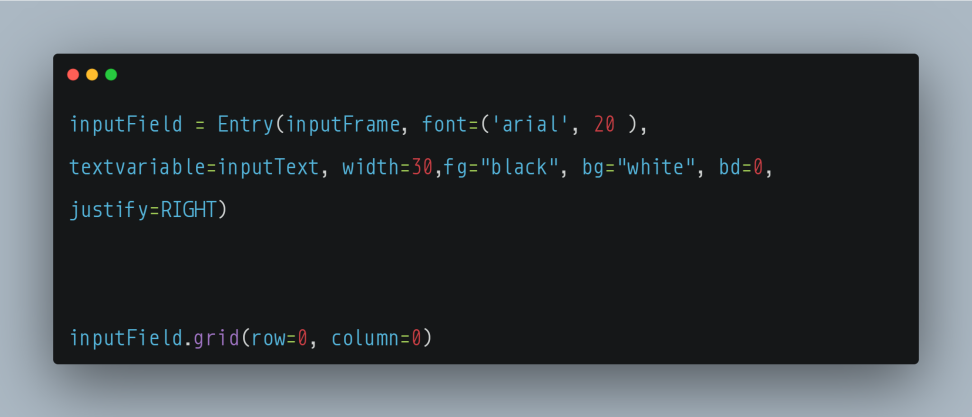 inputField = Entry(inputFrame, font=('arial', 20 ),
textvariable=inputText, width=30,fg="black", bg="white", bd=0,
justify=RIGHT)
inputField.grid(row=0, column=0)